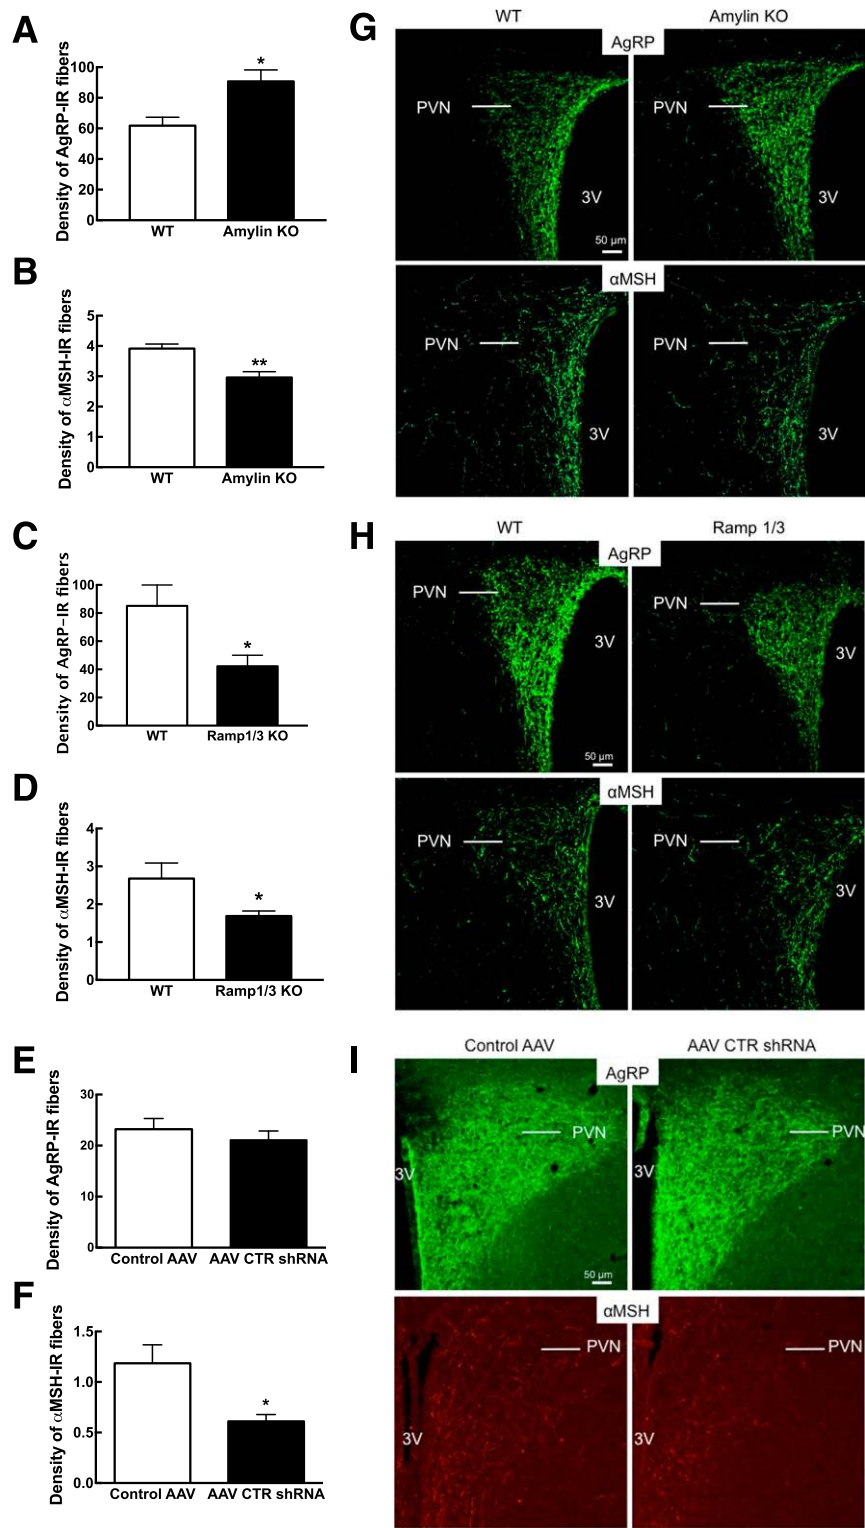 A
Density of AgRP-IR fibers
100
80
60
40
20
0
*
WT
Amylin KO
B
Density of αMSH-IR fibers
5
4
3
2
1
0
**
WT
Amylin KO
C
Density of AgRP-IR fibers
100
80
60
40
20
0
*
WT
Ramp1/3 KO
D
Density of αMSH-IR fibers
4
3
2
1
0
*
WT
Ramp1/3 KO
E
Density of AgRP-IR fibers
30
20
10
0
Control AAV
AAV CTR shRNA
F
Density of αMSH-IR fibers
1.5
1.0
0.5
0.0
*
Control AAV
AAV CTR shRNA
G
WT
Amylin KO
AgRP
PVN
PVN
3V
3V
50 µm
αMSH
PVN
PVN
3V
3V
H
WT
Ramp 1/3
AgRP
PVN
PVN
3V
3V
50 µm
αMSH
PVN
PVN
3V
3V
I
Control AAV
AAV CTR shRNA
AgRP
PVN
PVN
3V
3V
50 µm
αMSH
PVN
PVN
3V
3V